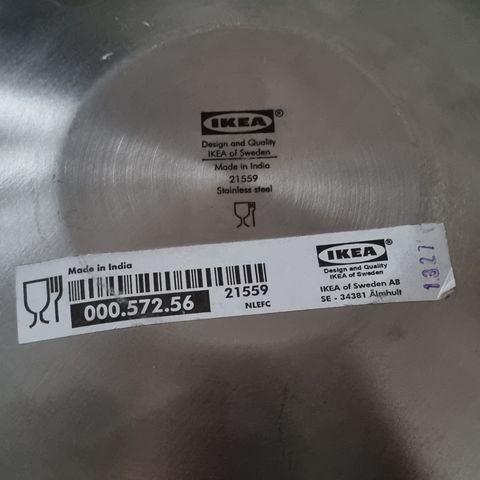 IKEA®
Design and Quality
IKEA of Sweden
Made in India
21559
Stainless steel
Made in India
000.572.56
21559
NLEFC
IKEA®
Design and Quality
IKEA of Sweden
IKEA of Sweden AB
SE - 34381 Älmhult
1327